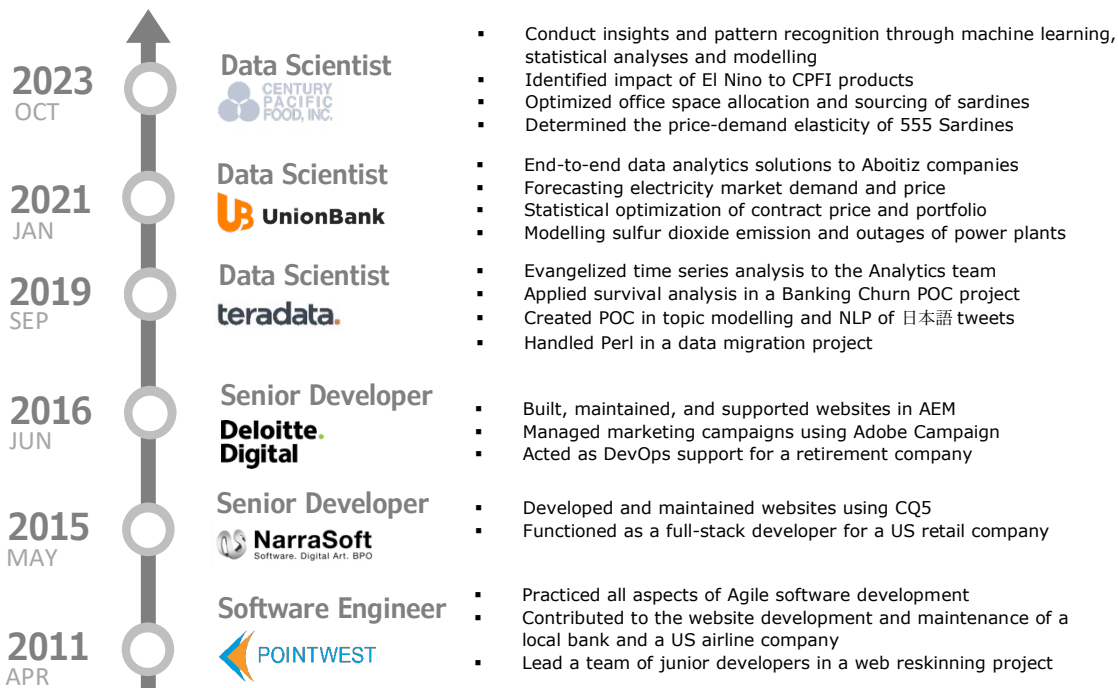 2023
OCT
Data Scientist
CENTURY
PACIFIC
FOOD, INC.
▪ Conduct insights and pattern recognition through machine learning,
statistical analyses and modelling
▪ Identified impact of El Nino to CPFI products
▪ Optimized office space allocation and sourcing of sardines
▪ Determined the price-demand elasticity of 555 Sardines
2021
JAN
Data Scientist
UB UnionBank
▪ End-to-end data analytics solutions to Aboitiz companies
▪ Forecasting electricity market demand and price
▪ Statistical optimization of contract price and portfolio
▪ Modelling sulfur dioxide emission and outages of power plants
2019
SEP
Data Scientist
teradata.
▪ Evangelized time series analysis to the Analytics team
▪ Applied survival analysis in a Banking Churn POC project
▪ Created POC in topic modelling and NLP of 日本語 tweets
▪ Handled Perl in a data migration project
2016
JUN
Senior Developer
Deloitte.
Digital
▪ Built, maintained, and supported websites in AEM
▪ Managed marketing campaigns using Adobe Campaign
▪ Acted as DevOps support for a retirement company
2015
MAY
Senior Developer
NarraSoft
Software. Digital Art. BPO
▪ Developed and maintained websites using CQ5
▪ Functioned as a full-stack developer for a US retail company
2011
APR
Software Engineer
POINTWEST
▪ Practiced all aspects of Agile software development
▪ Contributed to the website development and maintenance of a
local bank and a US airline company
▪ Lead a team of junior developers in a web reskinning project